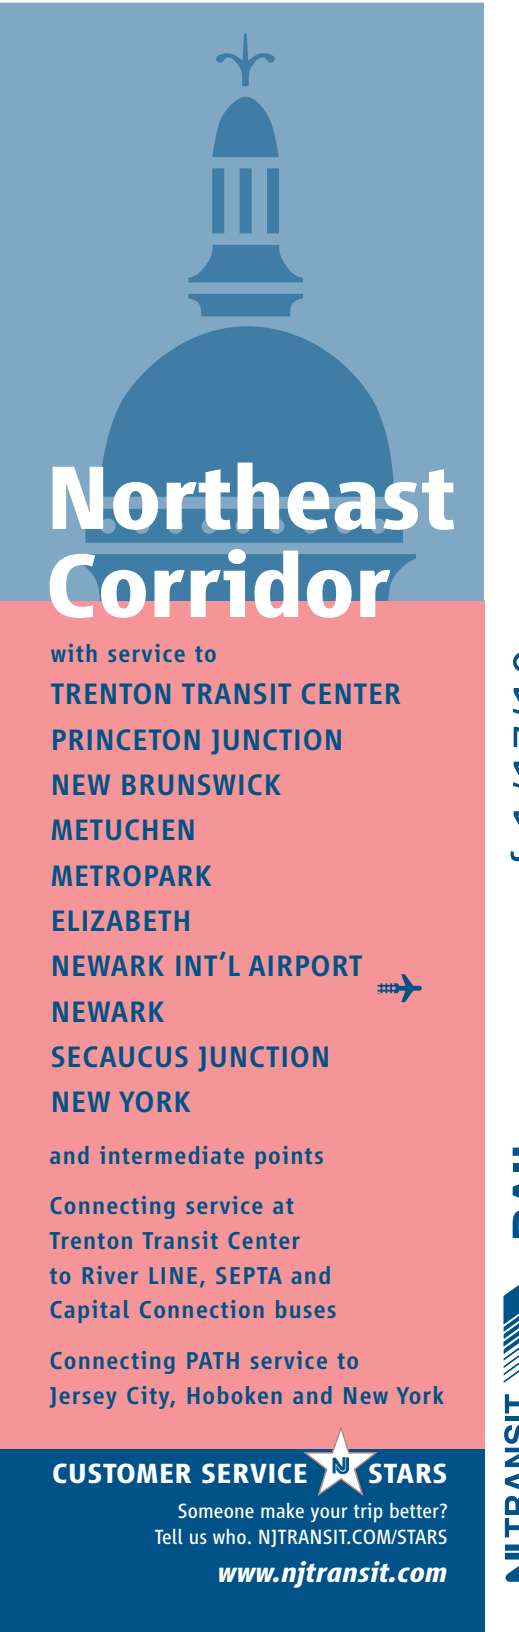 Northeast
Corridor
with service to
TRENTON TRANSIT CENTER
PRINCETON JUNCTION
NEW BRUNSWICK
METUCHEN
METROPARK
ELIZABETH
NEWARK INT'L AIRPORT
NEWARK
SECAUCUS JUNCTION
NEW YORK
and intermediate points
Connecting service at
Trenton Transit Center
to River LINE, SEPTA and
Capital Connection buses
Connecting PATH service to
Jersey City, Hoboken and New York
CUSTOMER SERVICE NJ STARS
Someone make your trip better?
Tell us who. NJTRANSIT.COM/STARS
www.njtransit.com
NJ TRANSIT